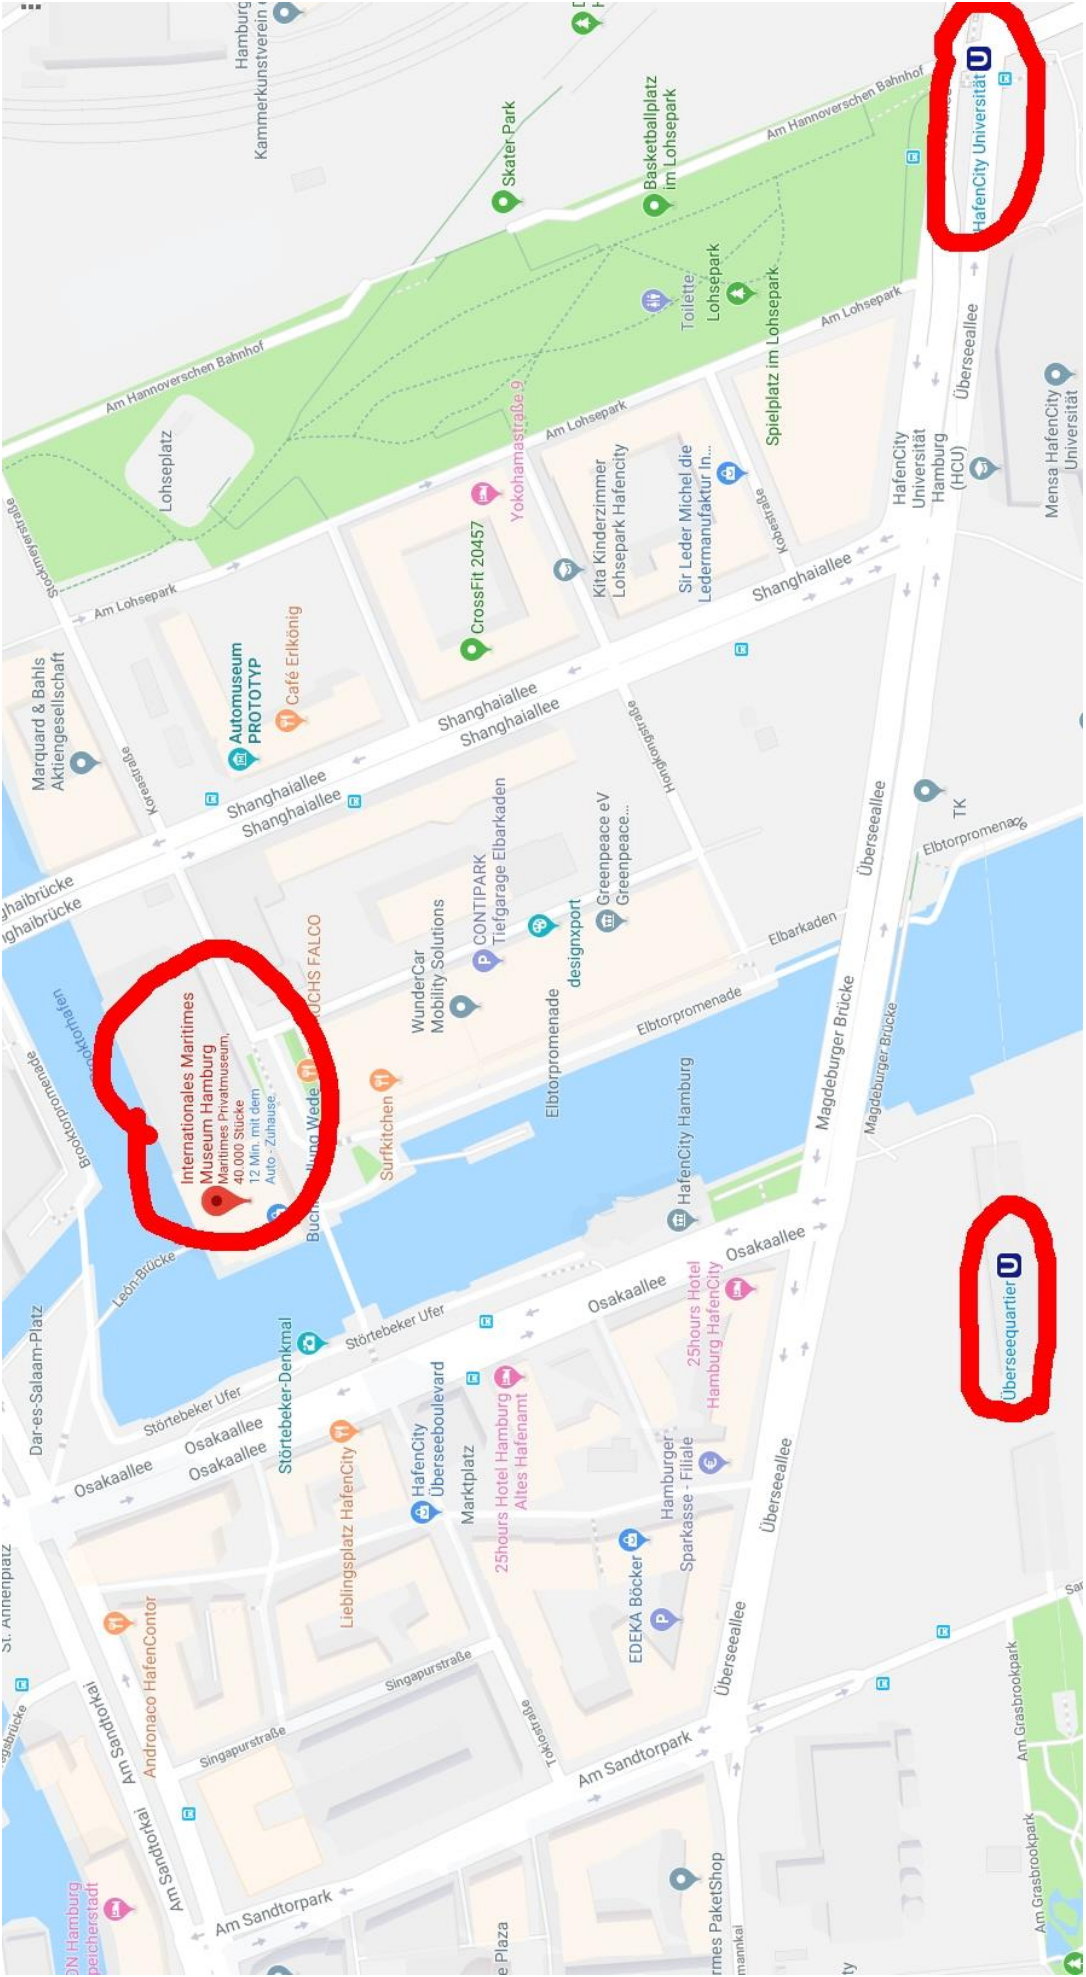 St. Annenplatz
Dar-es-Salaam-Platz
Brooktorpromenade
Marquard & Bahls
Aktiengesellschaft
Stockmeyerstraße
Hamburg
Kammerkunstverein
Am Sandtorkai
Am Sandtorkai
Am Sandtorkai
Andronaco HafenContor
Osakaallee
Osakaallee
Osakaallee
Störtebeker Ufer
León-Brücke
Koreastraße
Am Lohsepark
Lohseplatz
Am Hannoverschen Bahnhof
Internationales Maritimes
Museum Hamburg
Maritimes Privatmuseum,
40.000 Stücke
12 Min. mit dem
Auto - Zuhause,
Automuseum
PROTOTYP
Café Erlkönig
Shanghaiallee
Shanghaiallee
Am Sandtorpark
Singapurstraße
Störtebeker-Denkmal
Lieblingsplatz HafenCity
Störtebeker Ufer
Surfkitchen
Singapurstraße
HafenCity
Überseeboulevard
Marktplatz
WunderCar
Mobility Solutions
CONTIPARK
Tiefgarage Elbarkaden
Shanghaiallee
Shanghaiallee
CrossFit 20457
Yokohamastraße 9
Skater Park
25hours Hotel Hamburg
Altes Hafenamt
Tokiostraße
Elbtorpromenade
designxport
Greenpeace eV
Greenpeace...
Am Lohsepark
Kita Kinderzimmer
Lohsepark Hafencity
Osakaallee
EDEKA Böcker
Am Sandtorpark
Hamburger
Sparkasse - Filiale
HafenCity Hamburg
Elbtorpromenade
Hongkongstraße
Basketballplatz
im Lohsepark
Toilette
Lohsepark
Sir Leder Michel die
Ledermanufaktur In...
25hours Hotel
Hamburg HafenCity
Osakaallee
Elbarkaden
Kobestraße
Shanghaiallee
Spielplatz im Lohsepark
Am Hannoverschen Bahnhof
Am Lohsepark
Überseeallee
Überseeallee
Magdeburger Brücke
Magdeburger Brücke
Überseeallee
HafenCity
Universität
Hamburg
(HCU)
Überseeallee
HafenCity Universität
U
TK
Elbtorpromenade
Überseequartier
U
Am Grasbrookpark
Am Grasbrookpark
Mensa HafenCity
Universität